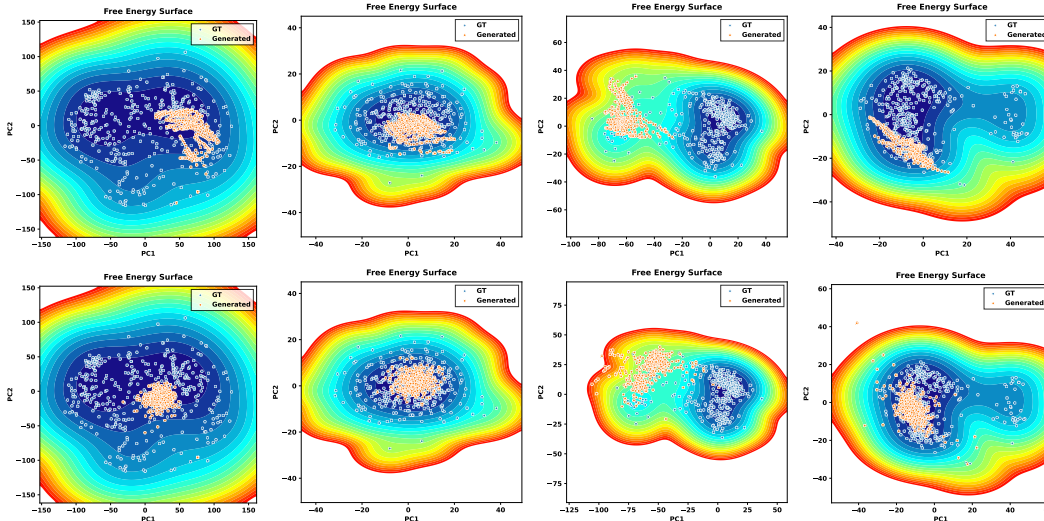 Free Energy Surface
GT
Generated
PC2
150
100
50
0
−50
−100
−150
−150 −100 −50 0 50 100 150
PC1
Free Energy Surface
GT
Generated
PC2
40
20
0
−20
−40
−40 −20 0 20 40
PC1
Free Energy Surface
GT
Generated
PC2
60
40
20
0
−20
−40
−60
−100 −80 −60 −40 −20 0 20 40
PC1
Free Energy Surface
GT
Generated
PC2
40
20
0
−20
−40
−20 0 20 40
PC1
Free Energy Surface
GT
Generated
PC2
150
100
50
0
−50
−100
−150
−150 −100 −50 0 50 100 150
PC1
Free Energy Surface
GT
Generated
PC2
40
20
0
−20
−40
−40 −20 0 20 40
PC1
Free Energy Surface
GT
Generated
PC2
75
50
25
0
−25
−50
−75
−125 −100 −75 −50 −25 0 25 50
PC1
Free Energy Surface
GT
Generated
PC2
60
40
20
0
−20
−40
−40 −20 0 20 40
PC1